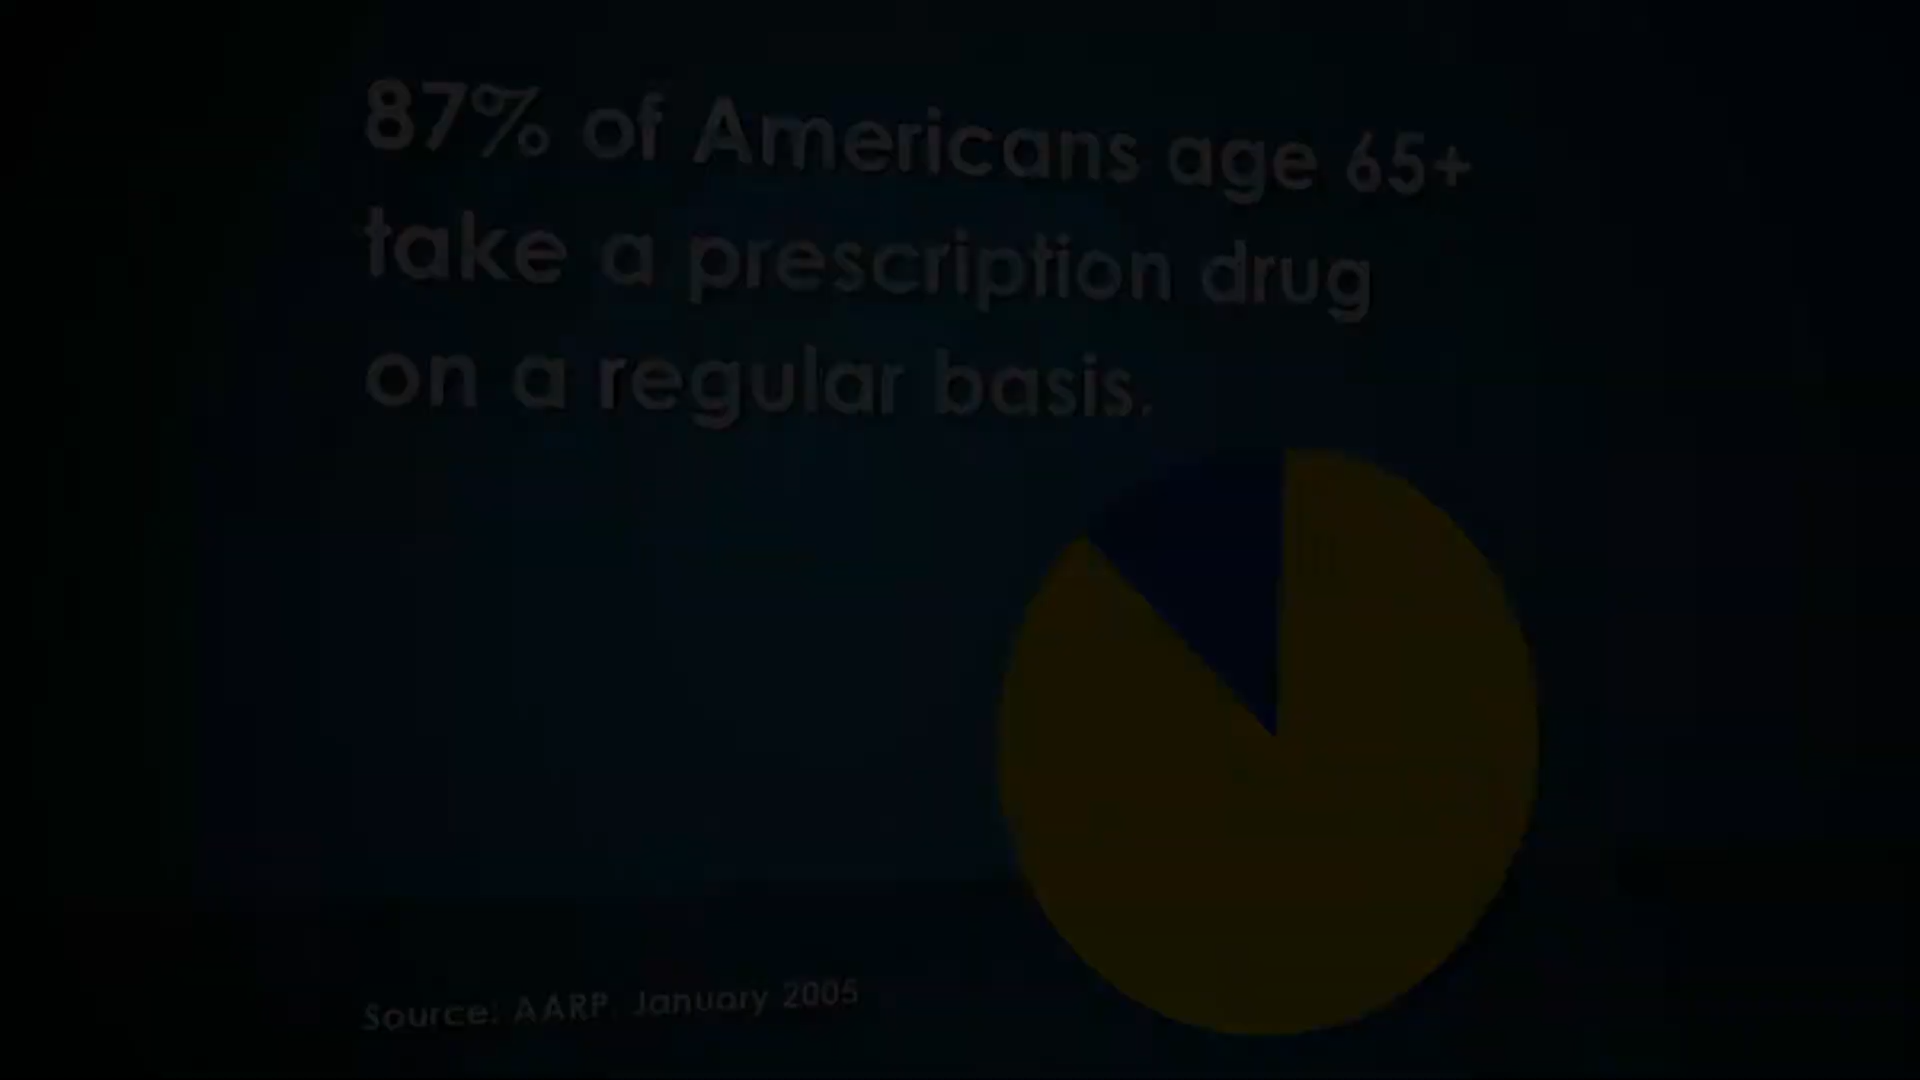 87% of Americans age 65+
take a prescription drug
on a regular basis.
Source: AARP, January 2005